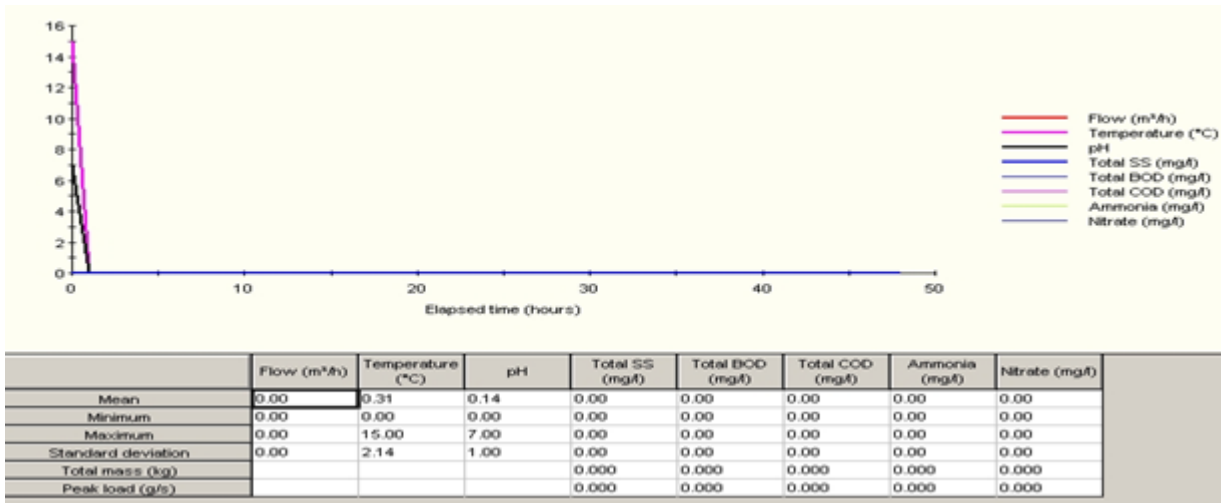 16
14
12
10
8
6
4
2
0
0 10 20 30 40 50
Elapsed time (hours)
Flow (m³/h)
Temperature (°C)
pH
Total SS (mg/l)
Total BOD (mg/l)
Total COD (mg/l)
Ammonia (mg/l)
Nitrate (mg/l)
Flow (m³/h) Temperature (°C) pH Total SS (mg/l) Total BOD (mg/l) Total COD (mg/l) Ammonia (mg/l) Nitrate (mg/l)
Mean 0.00 0.31 0.14 0.00 0.00 0.00 0.00 0.00
Minimum 0.00 0.00 0.00 0.00 0.00 0.00 0.00 0.00
Maximum 0.00 15.00 7.00 0.00 0.00 0.00 0.00 0.00
Standard deviation 0.00 2.14 1.00 0.00 0.00 0.00 0.00 0.00
Total mass (kg) 0.000 0.000 0.000 0.000 0.000
Peak load (g/s) 0.000 0.000 0.000 0.000 0.000